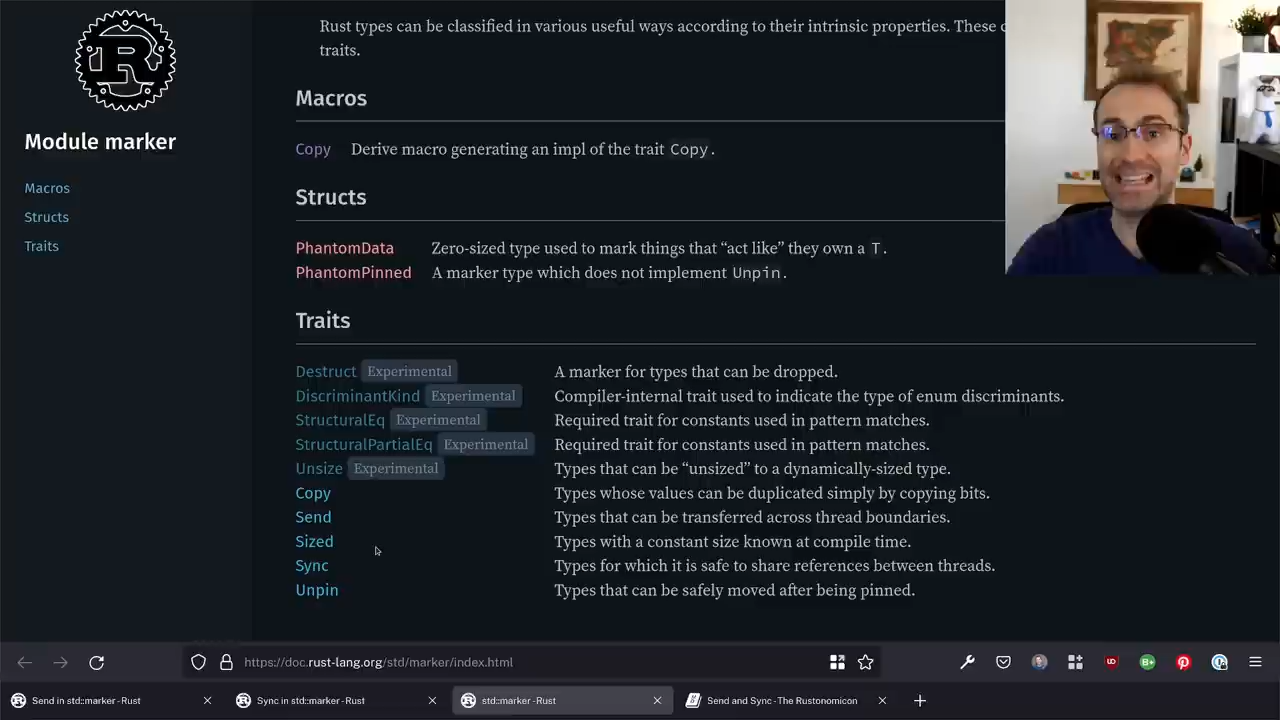 Rust types can be classified in various useful ways according to their intrinsic properties. These
traits.
Module marker
Macros
Structs
Traits
Macros
Copy Derive macro generating an impl of the trait Copy.
Structs
PhantomData Zero-sized type used to mark things that “act like” they own a T.
PhantomPinned A marker type which does not implement Unpin.
Traits
Destruct Experimental A marker for types that can be dropped.
DiscriminantKind Experimental Compiler-internal trait used to indicate the type of enum discriminants.
StructuralEq Experimental Required trait for constants used in pattern matches.
StructuralPartialEq Experimental Required trait for constants used in pattern matches.
Unsize Experimental Types that can be “unsized” to a dynamically-sized type.
Copy Types whose values can be duplicated simply by copying bits.
Send Types that can be transferred across thread boundaries.
Sized Types with a constant size known at compile time.
Sync Types for which it is safe to share references between threads.
Unpin Types that can be safely moved after being pinned.
https://doc.rust-lang.org/std/marker/index.html
Send in std::marker - Rust
Sync in std::marker - Rust
std::marker - Rust
Send and Sync - The Rustonomicon